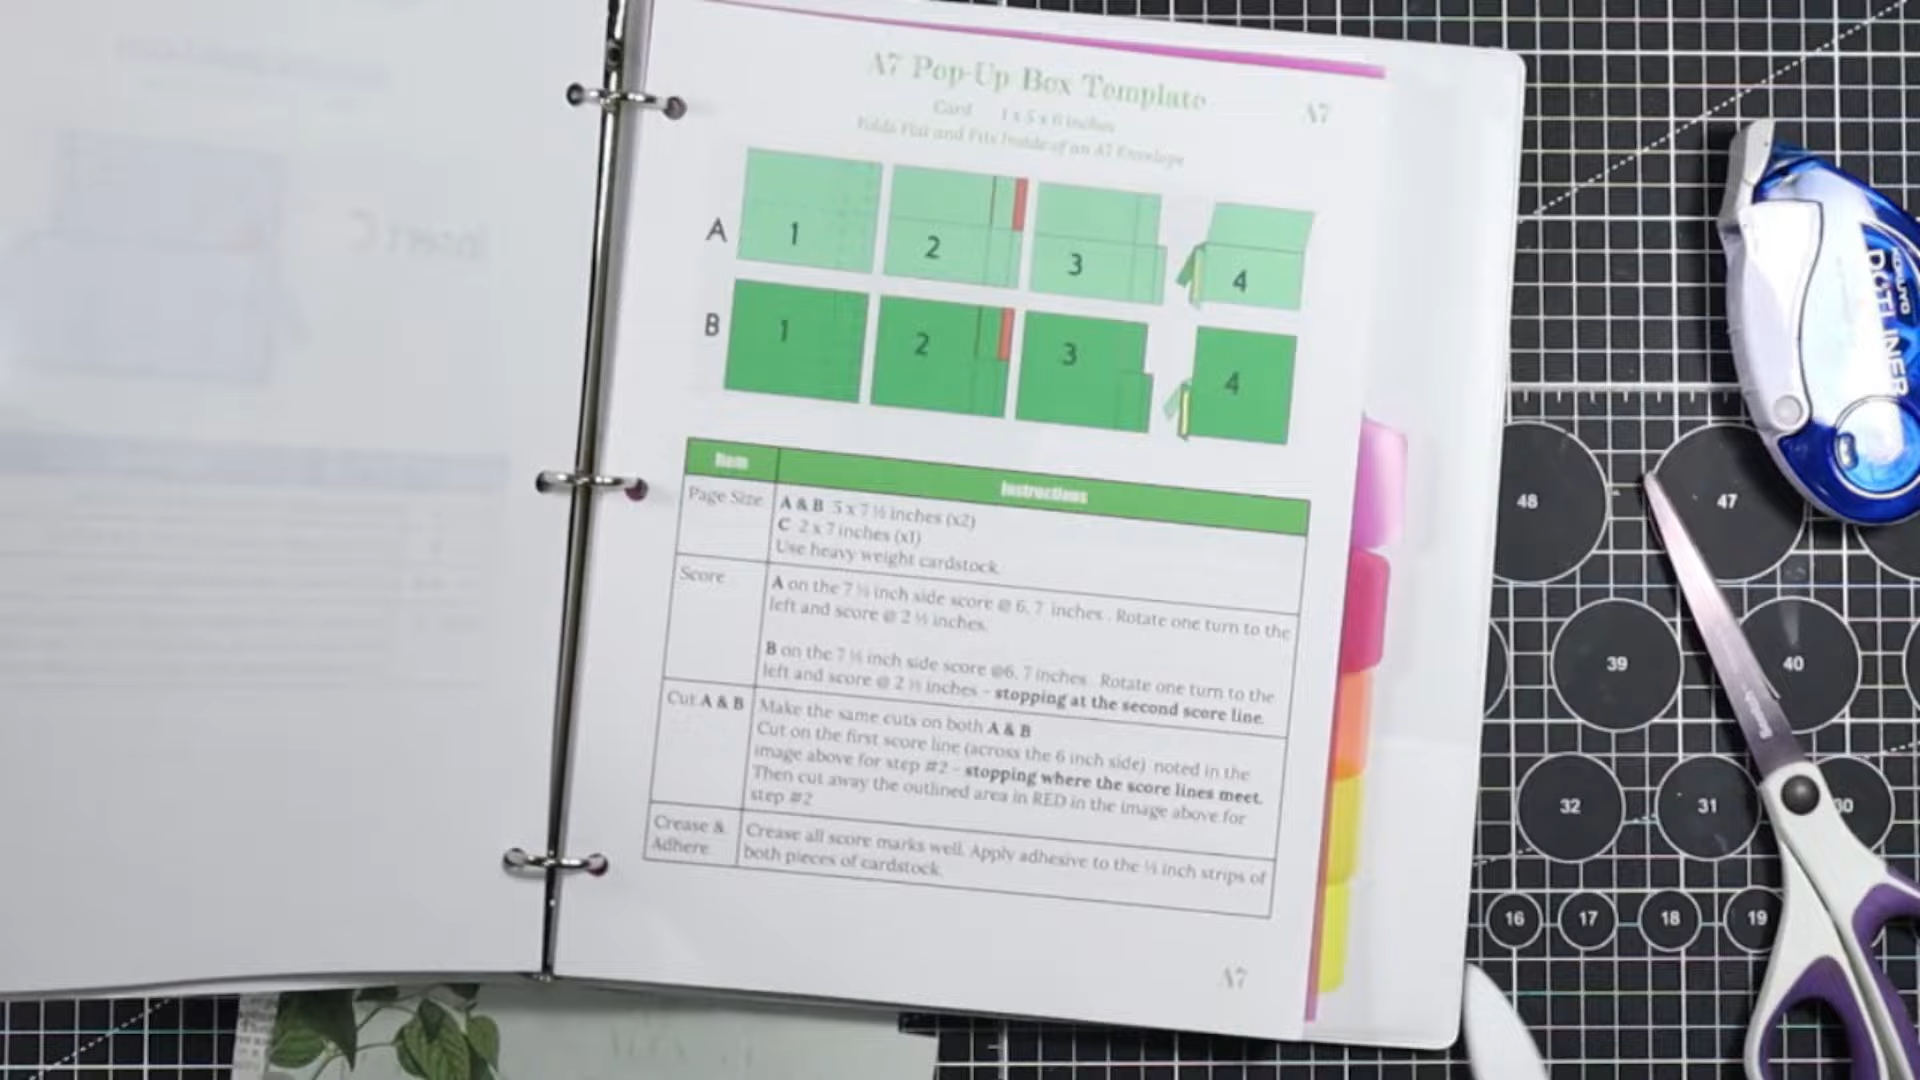 A7 Pop-Up Box Template
A7
Card 1 x 5 x 6 inches
Folds Flat and Fits Inside of an A7 Envelope
A
1
2
3
4
B
1
2
3
4
Item
Instructions
Page Size
A & B 5 x 7 ½ inches (x2)
C 2 x 7 inches (x1)
Use heavy weight cardstock.
Score
A on the 7 ½ inch side score @ 6, 7 inches . Rotate one turn to the
left and score @ 2 ½ inches.
B on the 7 ½ inch side score @6, 7 inches . Rotate one turn to the
left and score @ 2 ½ inches - stopping at the second score line.
Cut A & B
Make the same cuts on both A & B
Cut on the first score line (across the 6 inch side) noted in the
image above for step #2 - stopping where the score lines meet.
Then cut away the outlined area in RED in the image above for
step #2
Crease &
Adhere
Crease all score marks well. Apply adhesive to the ½ inch strips of
both pieces of cardstock.
A7
Insert C
DOTLINER
48
47
39
40
32
31
30
16
17
18
19